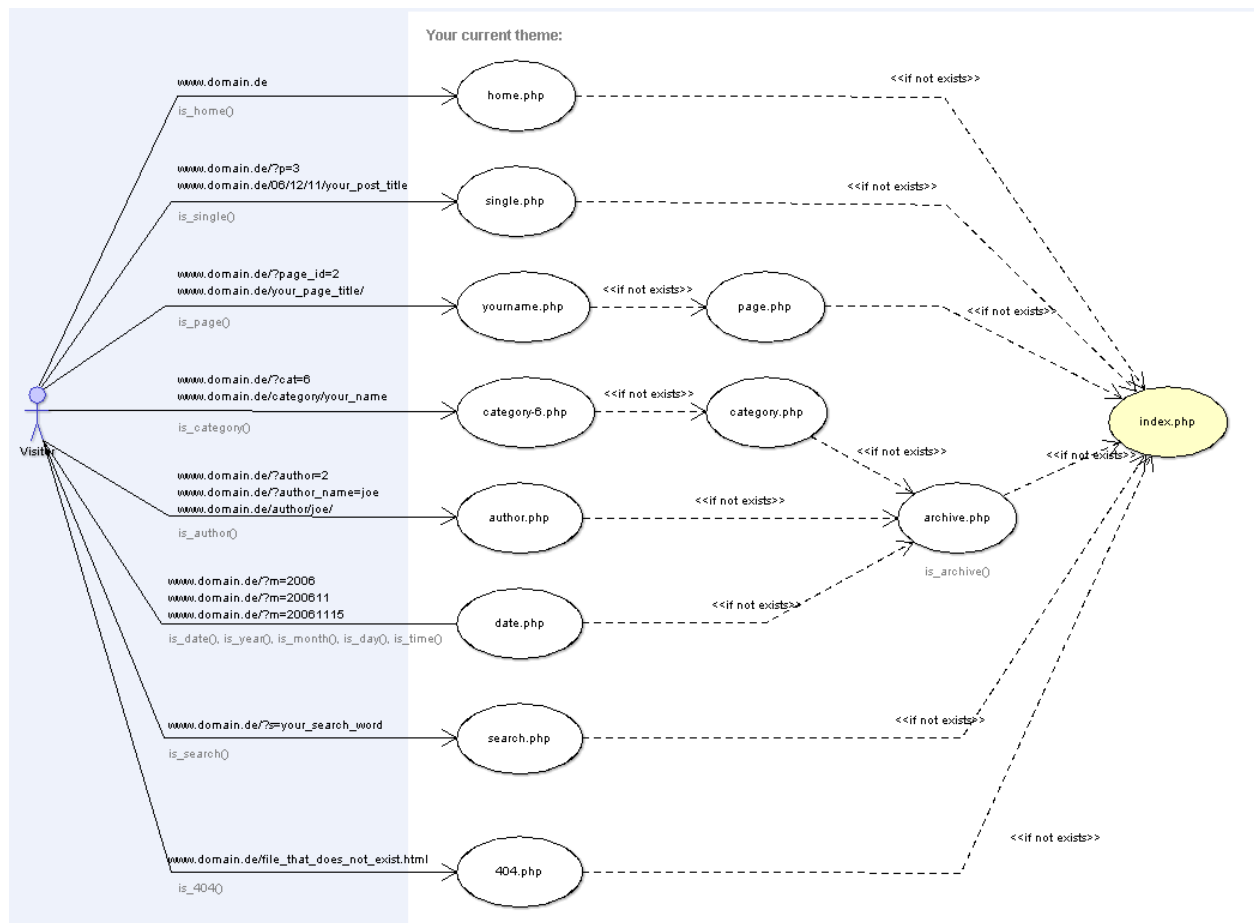 Your current theme:
www.domain.de
is_home()
home.php
<<if not exists>>
www.domain.de/?p=3
www.domain.de/06/12/11/your_post_title
is_single()
single.php
<<if not exists>>
www.domain.de/?page_id=2
www.domain.de/your_page_title/
is_page()
yourname.php
<<if not exists>>
page.php
<<if not exists>>
www.domain.de/?cat=6
www.domain.de/category/your_name
is_category()
category-6.php
<<if not exists>>
category.php
<<if not exists>>
index.php
Visitor
www.domain.de/?author=2
www.domain.de/?author_name=joe
www.domain.de/author/joe/
is_author()
author.php
<<if not exists>>
archive.php
is_archive()
<<if not exists>>
www.domain.de/?m=2006
www.domain.de/?m=200611
www.domain.de/?m=20061115
is_date(), is_year(), is_month(), is_day(), is_time()
date.php
<<if not exists>>
www.domain.de/?s=your_search_word
is_search()
search.php
<<if not exists>>
www.domain.de/file_that_does_not_exist.html
is_404()
404.php
<<if not exists>>